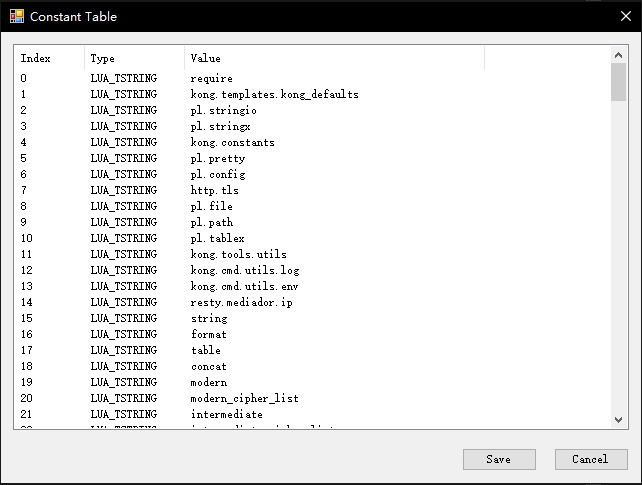 Constant Table
Index Type Value
0 LUA_TSTRING require
1 LUA_TSTRING kong.templates.kong_defaults
2 LUA_TSTRING pl.stringio
3 LUA_TSTRING pl.stringx
4 LUA_TSTRING kong.constants
5 LUA_TSTRING pl.pretty
6 LUA_TSTRING pl.config
7 LUA_TSTRING http.tls
8 LUA_TSTRING pl.file
9 LUA_TSTRING pl.path
10 LUA_TSTRING pl.tablex
11 LUA_TSTRING kong.tools.utils
12 LUA_TSTRING kong.cmd.utils.log
13 LUA_TSTRING kong.cmd.utils.env
14 LUA_TSTRING resty.mediador.ip
15 LUA_TSTRING string
16 LUA_TSTRING format
17 LUA_TSTRING table
18 LUA_TSTRING concat
19 LUA_TSTRING modern
20 LUA_TSTRING modern_cipher_list
21 LUA_TSTRING intermediate
Save Cancel